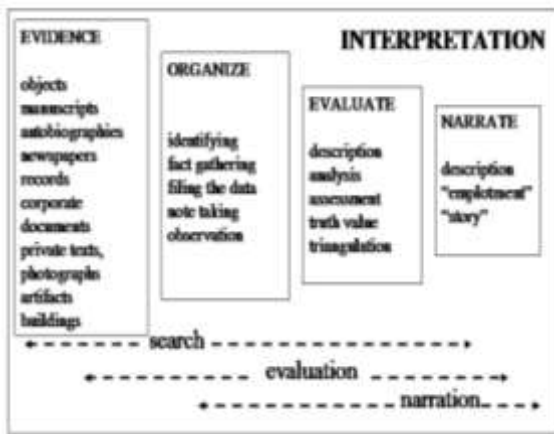 INTERPRETATION
EVIDENCE
objects
manuscripts
autobiographies
newspapers
records
corporate
documents
private texts,
photographs
artifacts
buildings
ORGANIZE
identifying
fact gathering
filing the data
note taking
observation
EVALUATE
description
analysis
assessment
truth value
triangulation
NARRATE
description
"emplotment"
"story"
search
evaluation
narration